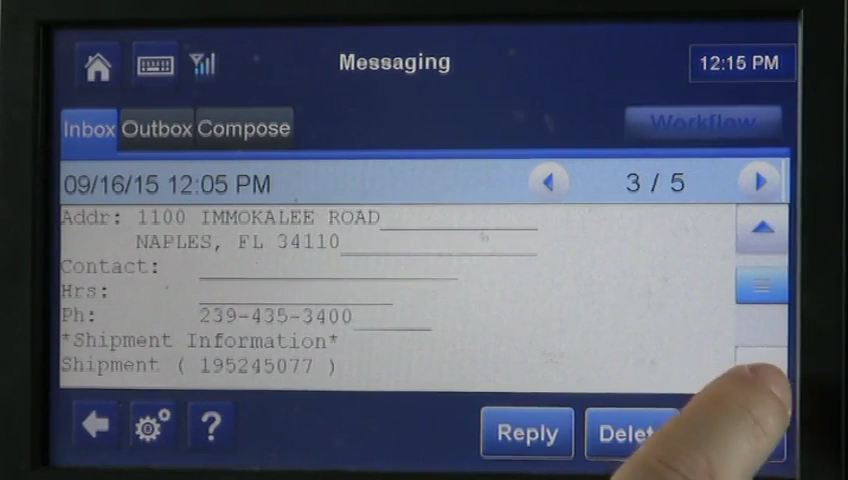 Messaging
12:15 PM
Inbox Outbox Compose
Workflow
09/16/15 12:05 PM
3 / 5
Addr: 1100 IMMOKALEE ROAD
NAPLES, FL 34110
Contact:
Hrs:
Ph: 239-435-3400
*Shipment Information*
Shipment ( 195245077 )
?
Reply